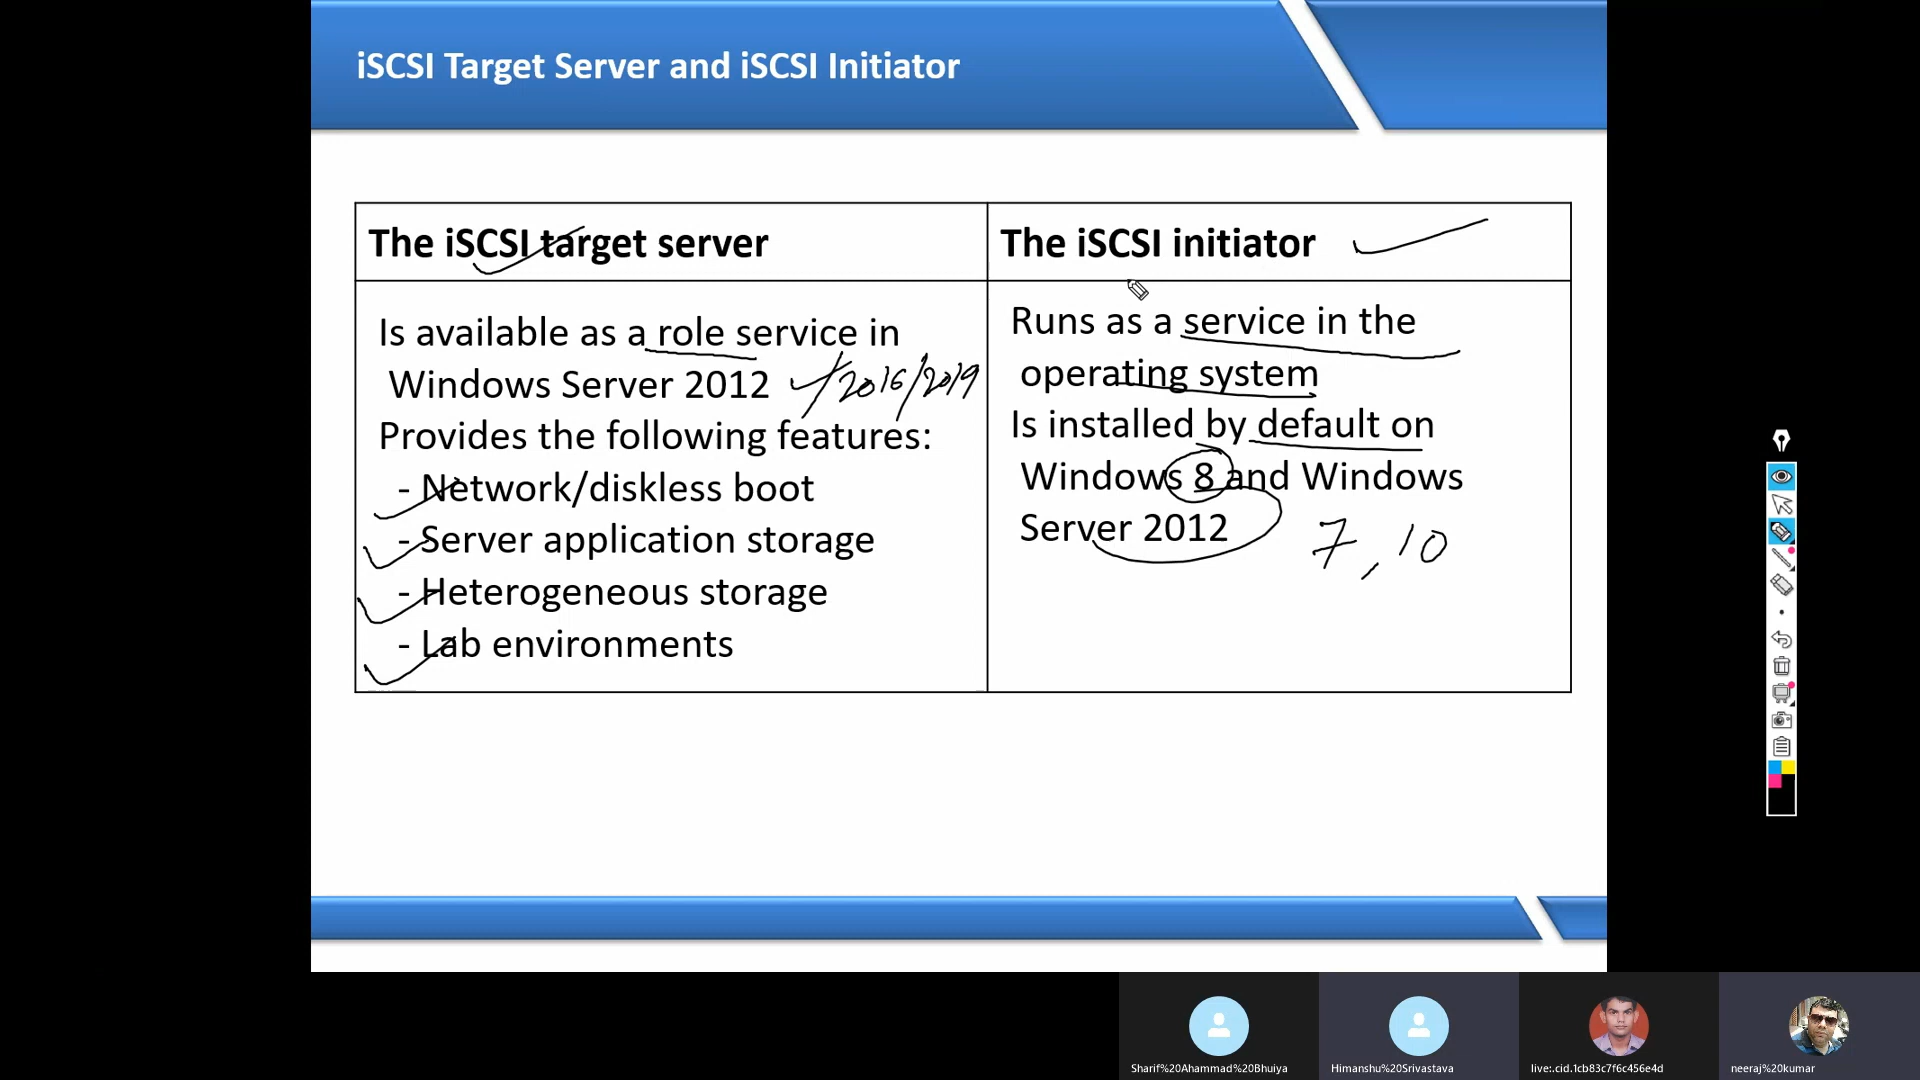 iSCSI Target Server and iSCSI Initiator
The iSCSI target server
Is available as a role service in
Windows Server 2012 /2016/2019
Provides the following features:
- Network/diskless boot
- Server application storage
- Heterogeneous storage
- Lab environments
The iSCSI initiator
Runs as a service in the
operating system
Is installed by default on
Windows 8 and Windows
Server 2012
7, 10
Sharif%20Ahammad%20Bhuiya
Himanshu%20Srivastava
live:.cid.1cb83c7f6c456e4d
neeraj%20kumar